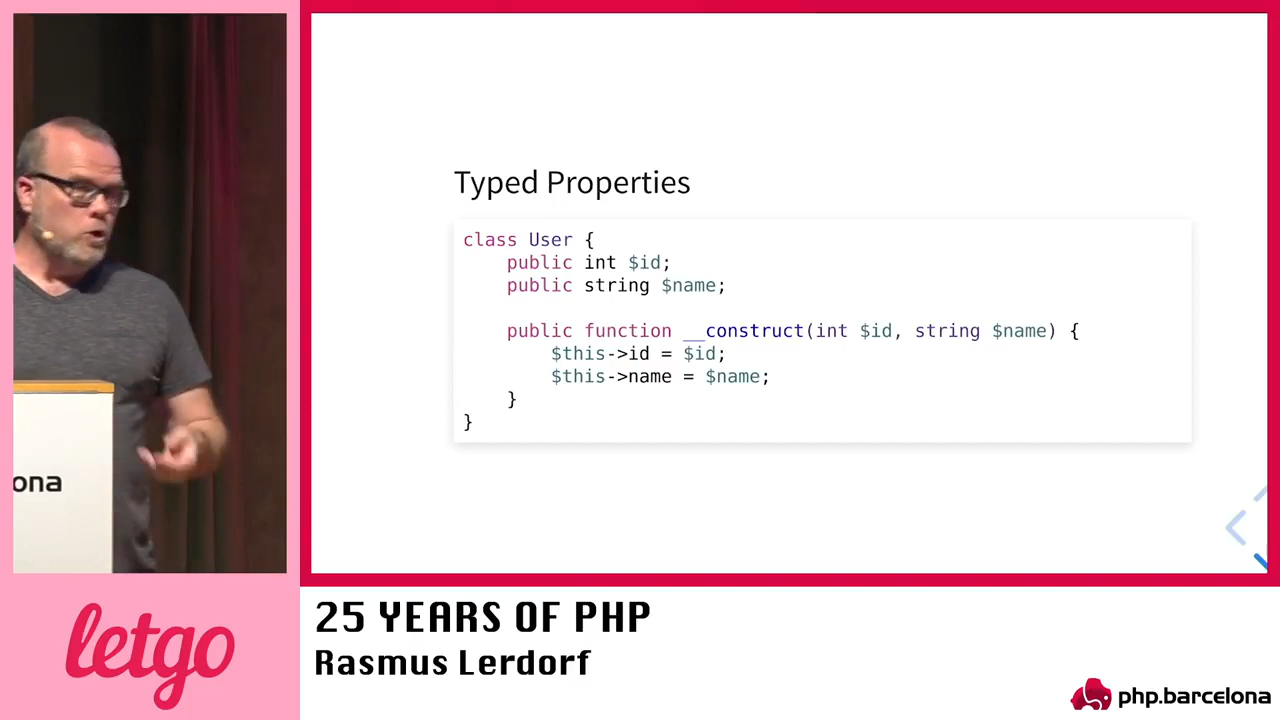 Typed Properties
class User {
    public int $id;
    public string $name;

    public function __construct(int $id, string $name) {
        $this->id = $id;
        $this->name = $name;
    }
}
ona
letgo
25 YEARS OF PHP
Rasmus Lerdorf
php.barcelona